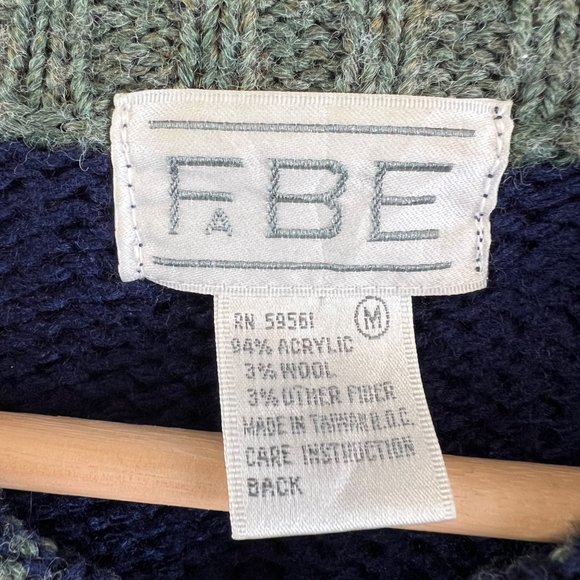 FABE
RN 59561 M
94% ACRYLIC
3% WOOL
3% OTHER FIBER
MADE IN TAIWAN R.O.C.
CARE INSTRUCTION
BACK